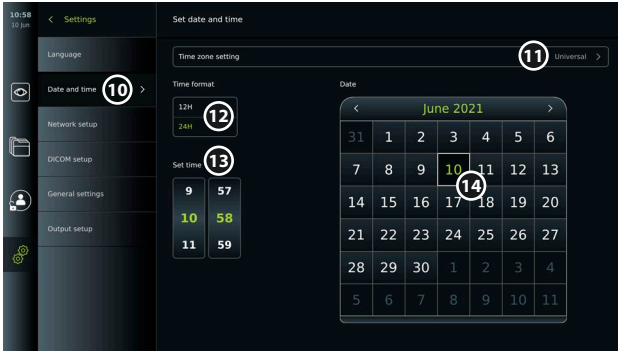 10:58
10 Jun
Settings
Set date and time
Language
Date and time 10
Network setup
DICOM setup
General settings
Output setup
Time zone setting 11 Universal
Time format
12H
24H
12
Set time 13
9 57
10 58
11 59
Date
June 2021
31 1 2 3 4 5 6
7 8 9 10 11 12 13
14
14 15 16 17 18 19 20
21 22 23 24 25 26 27
28 29 30 1 2 3 4
5 6 7 8 9 10 11